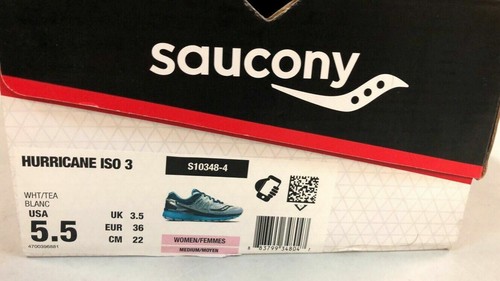 saucony
HURRICANE ISO 3
S10348-4
WHT/TEA
BLANC
USA
5.5
UK 3.5
EUR 36
CM 22
WOMEN/FEMMES
MEDIUM/MOYEN